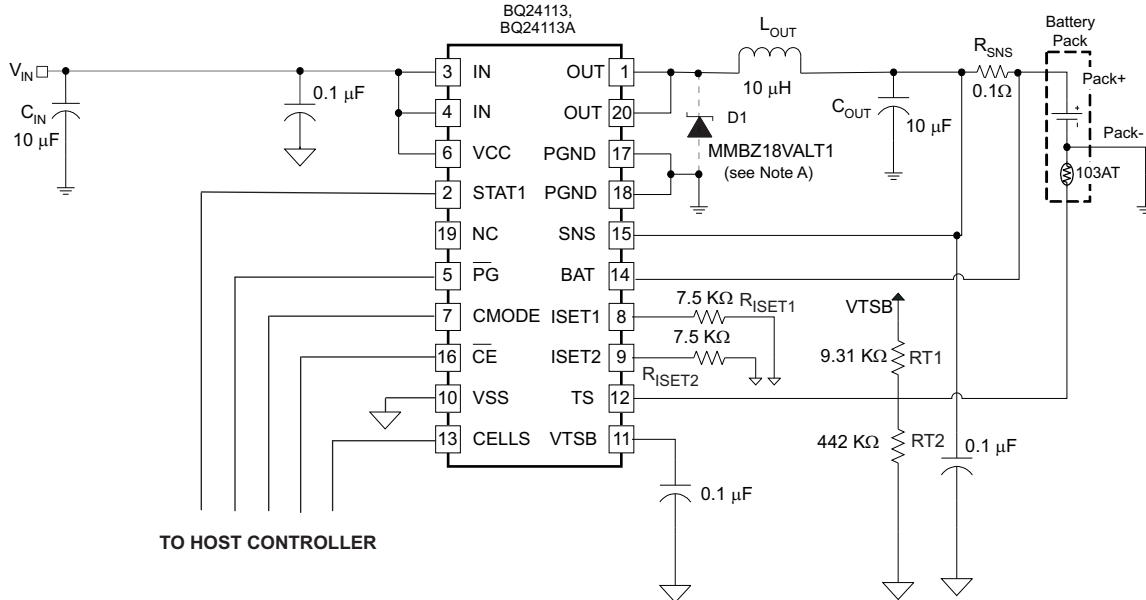 BQ24113,
BQ24113A
Battery
Pack
L_OUT
R_SNS
V_IN
3 IN
OUT 1
Pack+
0.1 μF
10 μH
0.1Ω
C_IN
10 μF
4 IN
OUT 20
D1
C_OUT
10 μF
Pack-
6 VCC
PGND 17
MMBZ18VALT1
(see Note A)
103AT
2 STAT1
PGND 18
19 NC
SNS 15
5 P̅G̅
BAT 14
7.5 KΩ
R_ISET1
VTSB
7 CMODE
ISET1 8
7.5 KΩ
16 C̅E̅
ISET2 9
R_ISET2
9.31 KΩ
RT1
10 VSS
TS 12
13 CELLS
VTSB 11
442 KΩ
RT2
0.1 μF
0.1 μF
TO HOST CONTROLLER